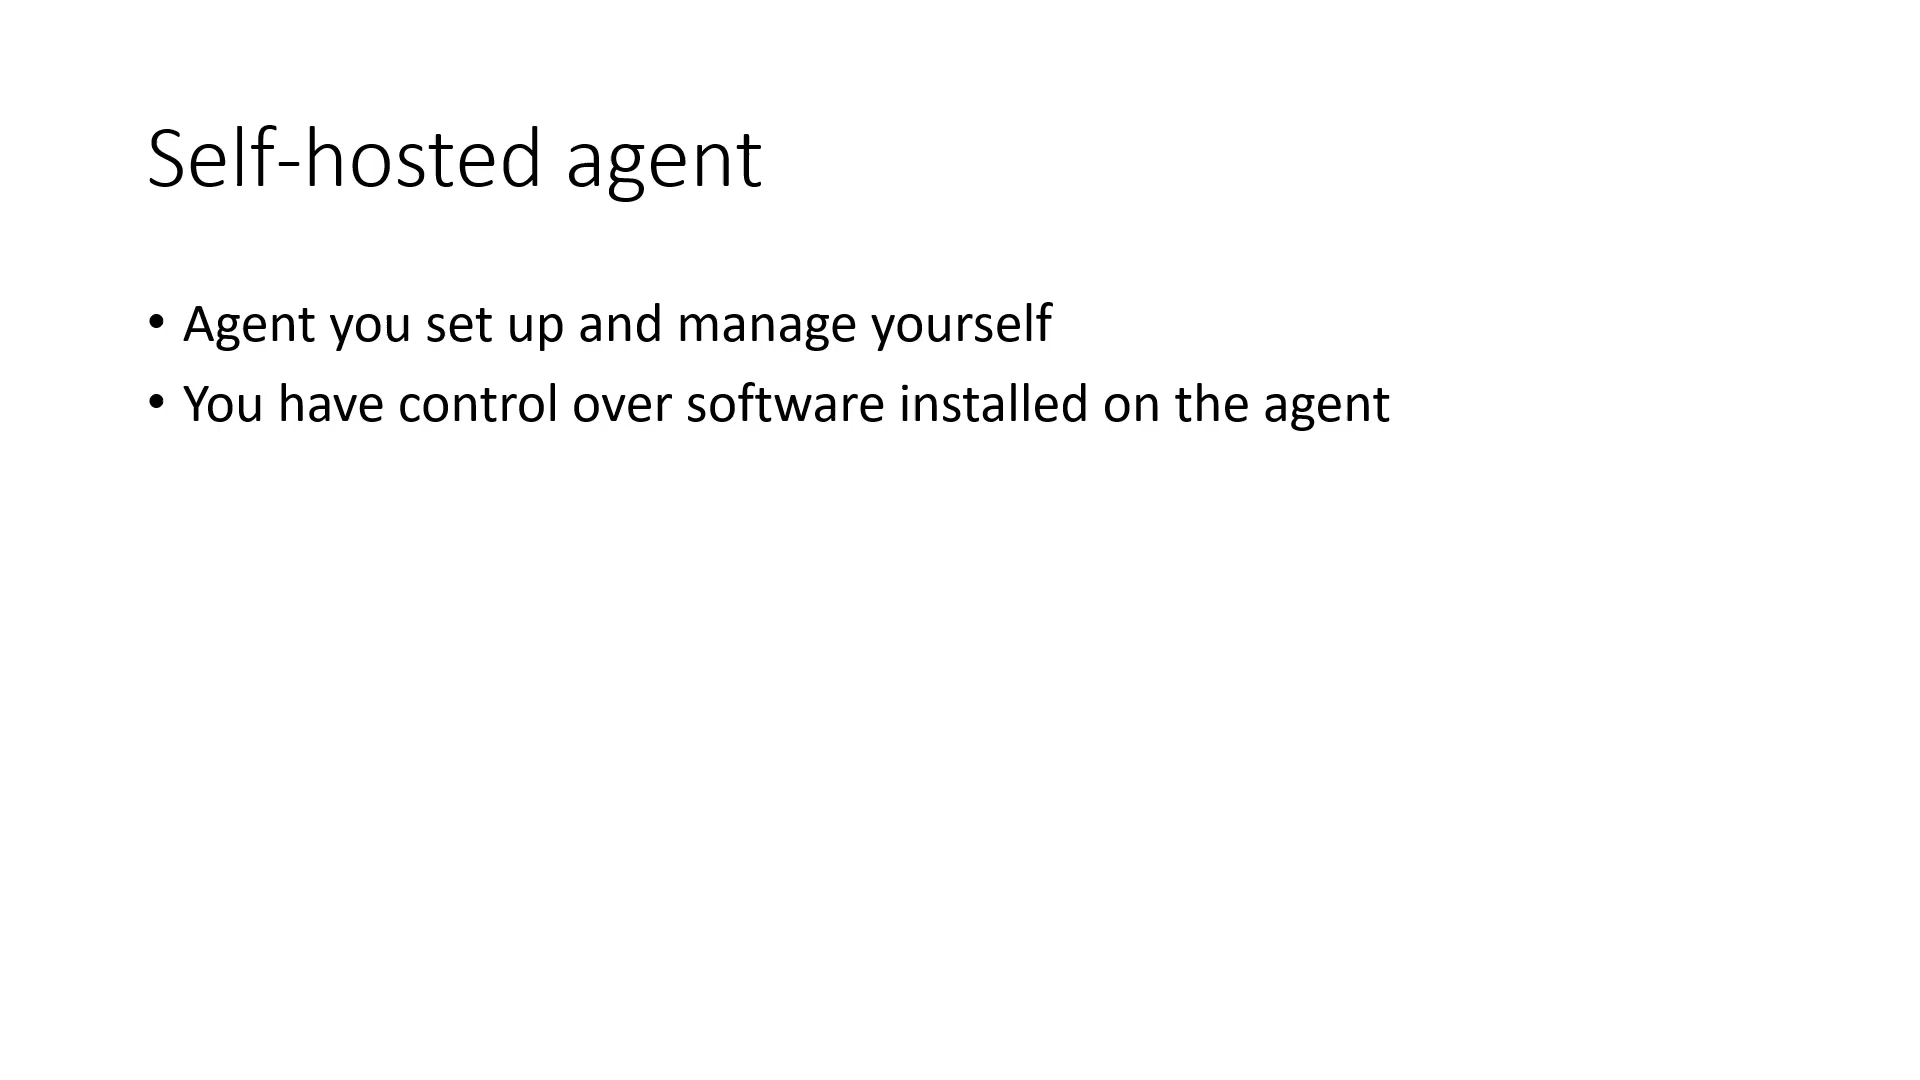 Self-hosted agent
• Agent you set up and manage yourself
• You have control over software installed on the agent